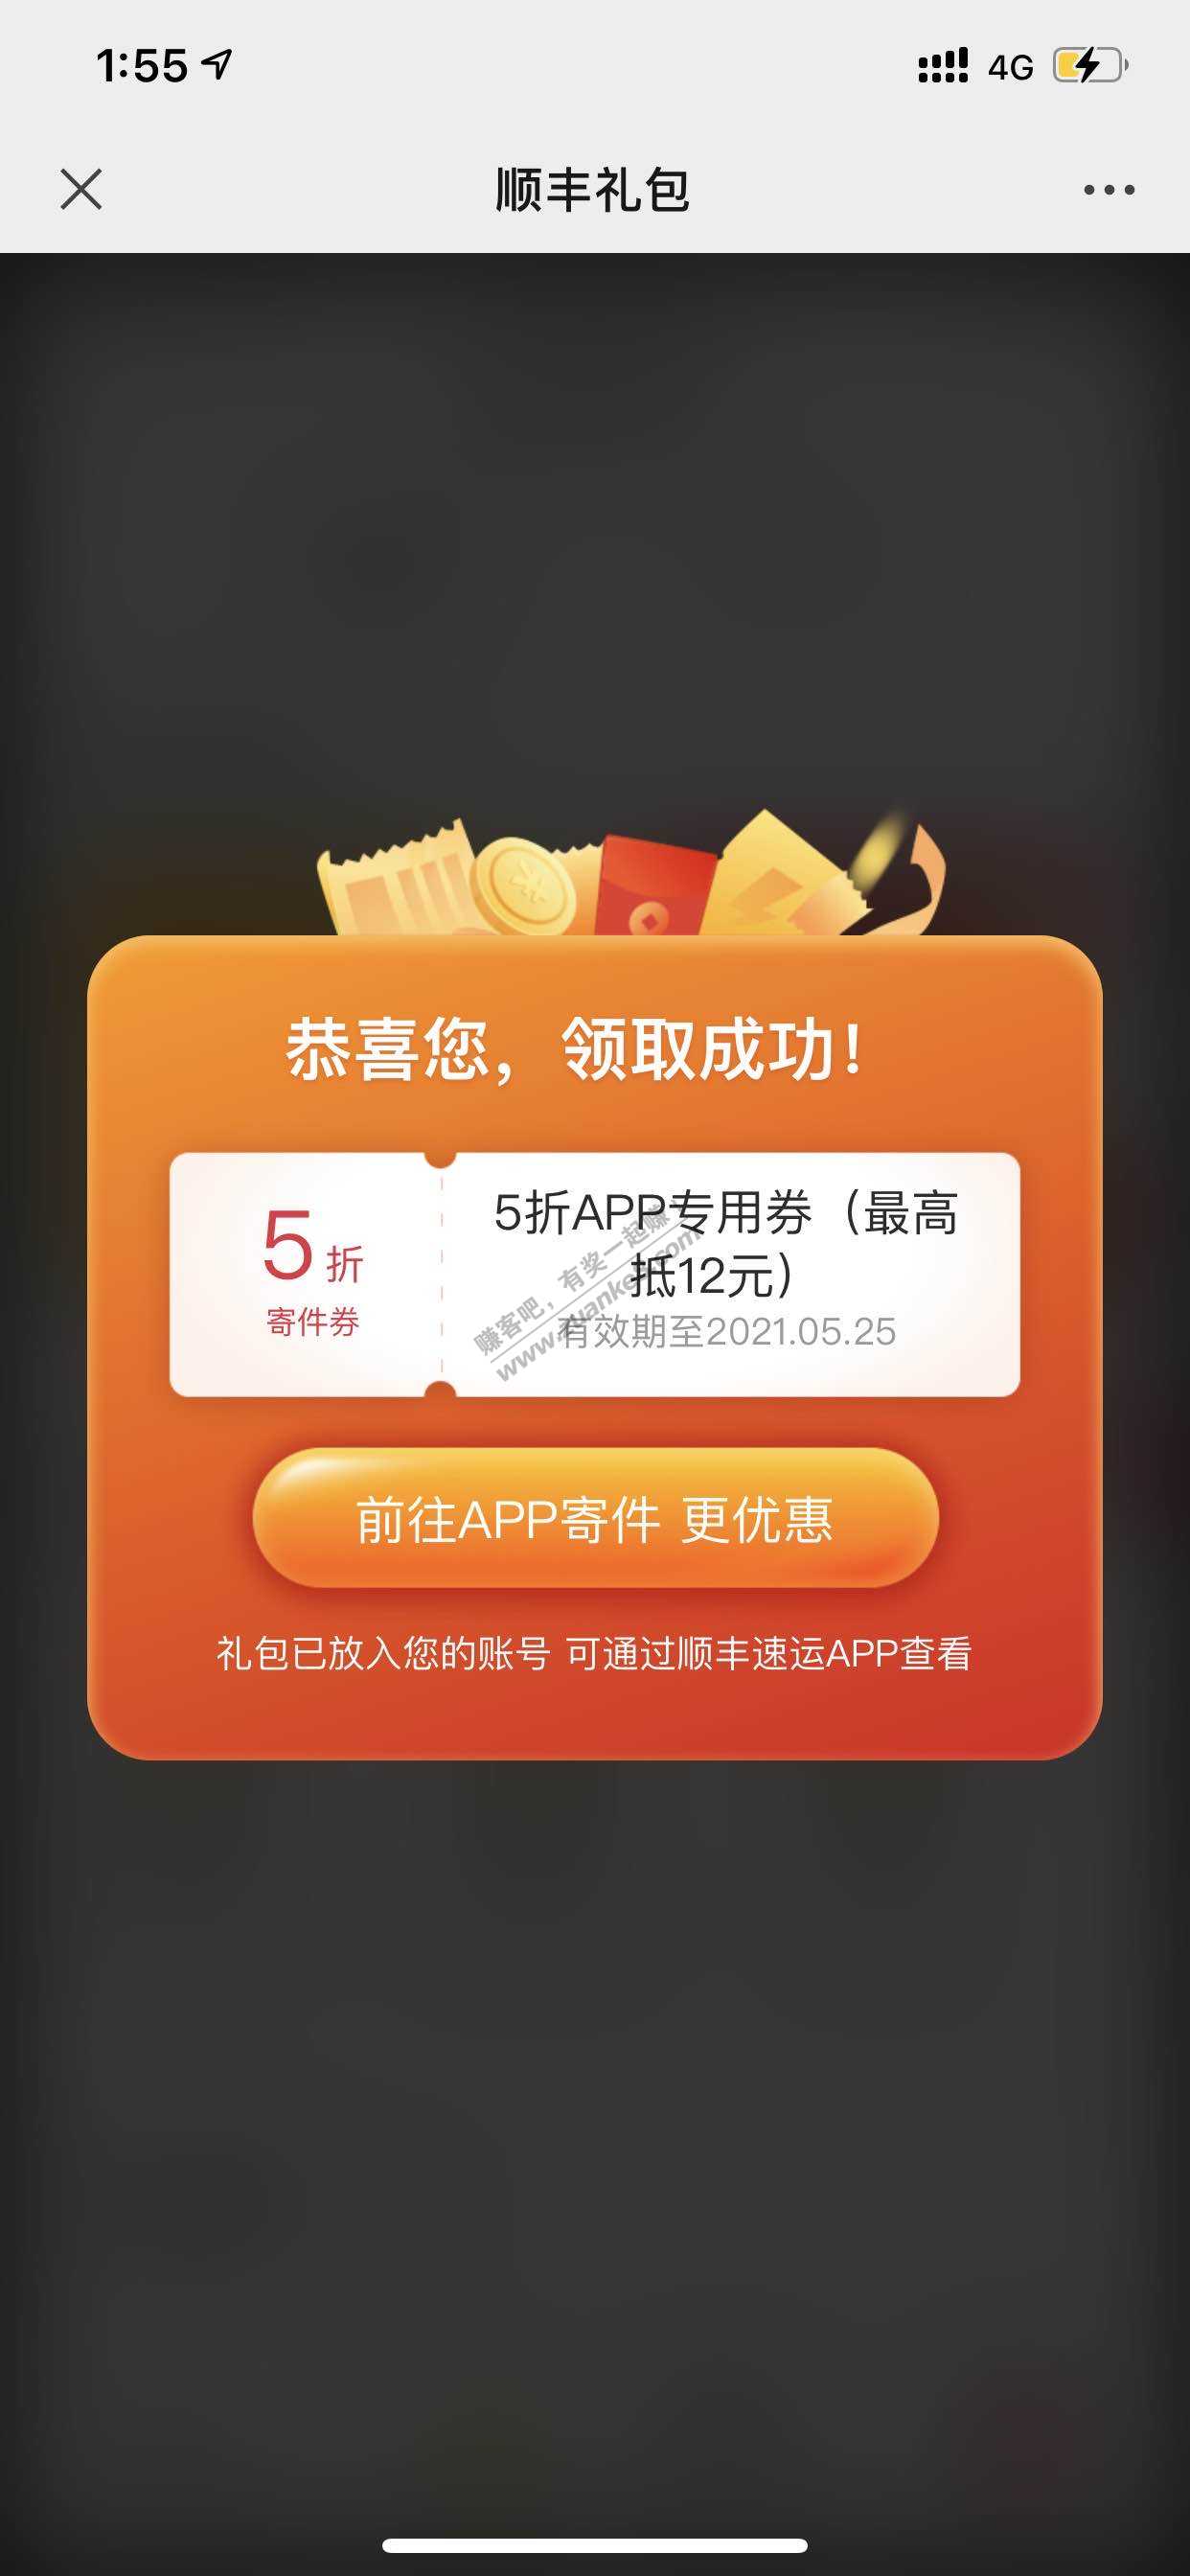 1:55
4G
顺丰礼包
恭喜您，领取成功！
5折
寄件券
5折APP专用券（最高
抵12元）
有效期至2021.05.25
赚客吧，有奖一起赚！
www.zuanke8.com
前往APP寄件 更优惠
礼包已放入您的账号 可通过顺丰速运APP查看